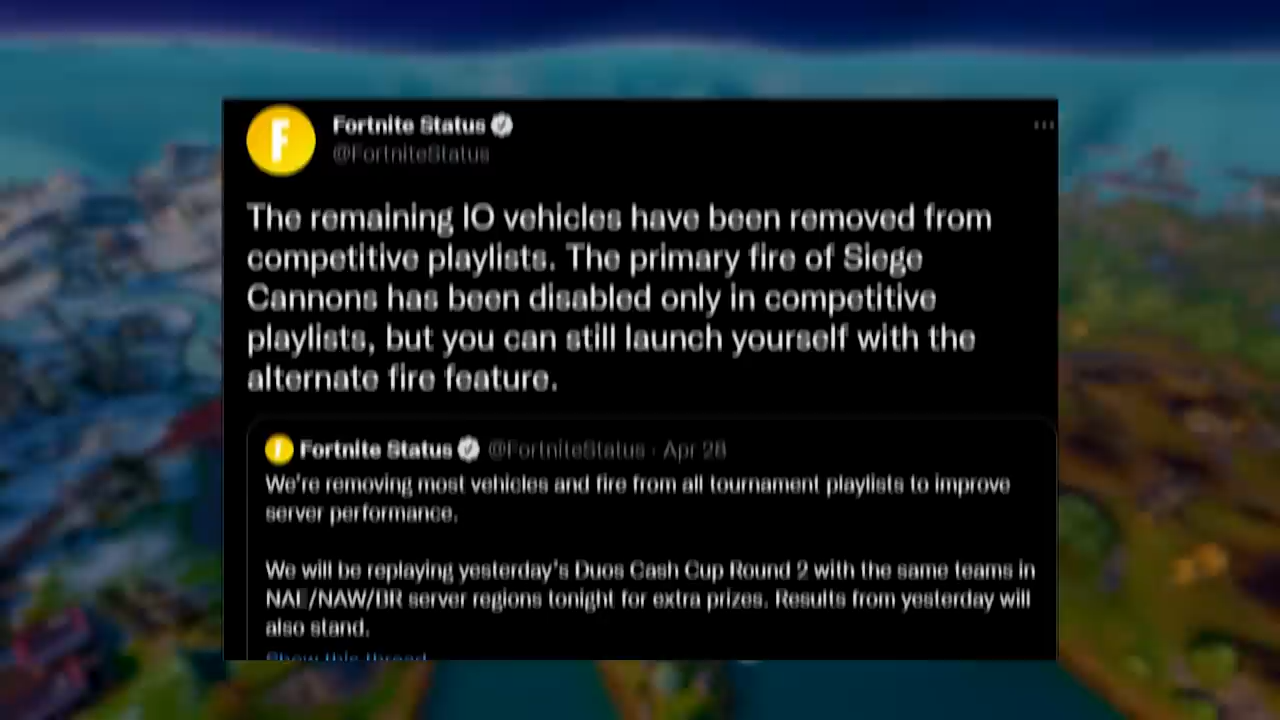 Fortnite Status
@FortniteStatus
The remaining IO vehicles have been removed from
competitive playlists. The primary fire of Siege
Cannons has been disabled only in competitive
playlists, but you can still launch yourself with the
alternate fire feature.
Fortnite Status @FortniteStatus · Apr 28
We're removing most vehicles and fire from all tournament playlists to improve
server performance.
We will be replaying yesterday's Duos Cash Cup Round 2 with the same teams in
NAE/NAW/BR server regions tonight for extra prizes. Results from yesterday will
also stand.
Show this thread